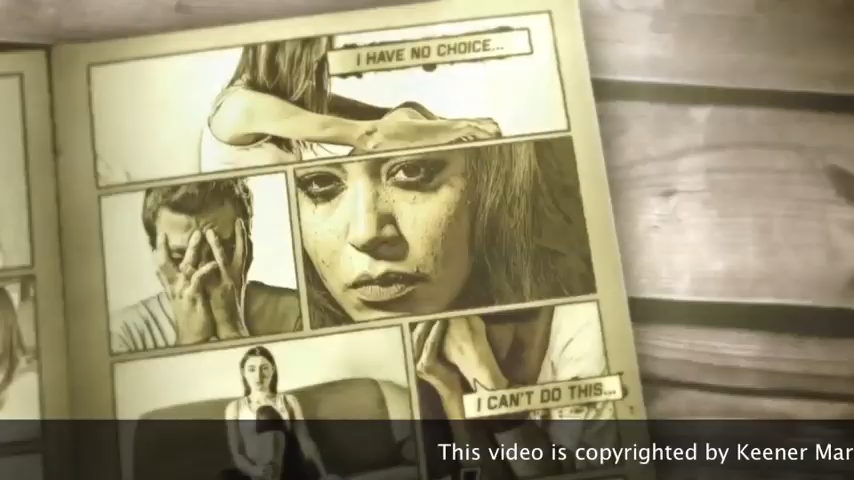 I HAVE NO CHOICE...
I CAN'T DO THIS...
This video is copyrighted by Keener Mar